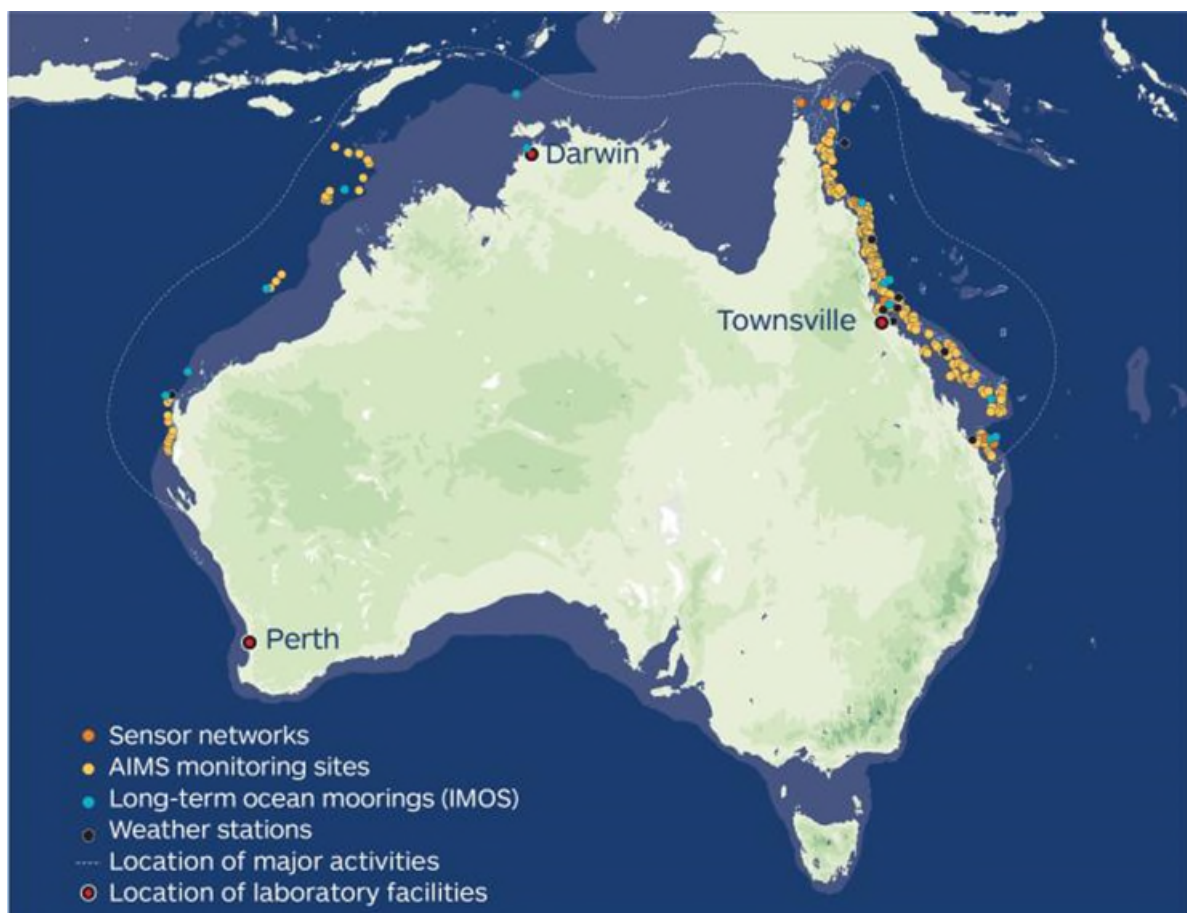 Darwin
Townsville
Perth
Sensor networks
AIMS monitoring sites
Long-term ocean moorings (IMOS)
Weather stations
Location of major activities
Location of laboratory facilities